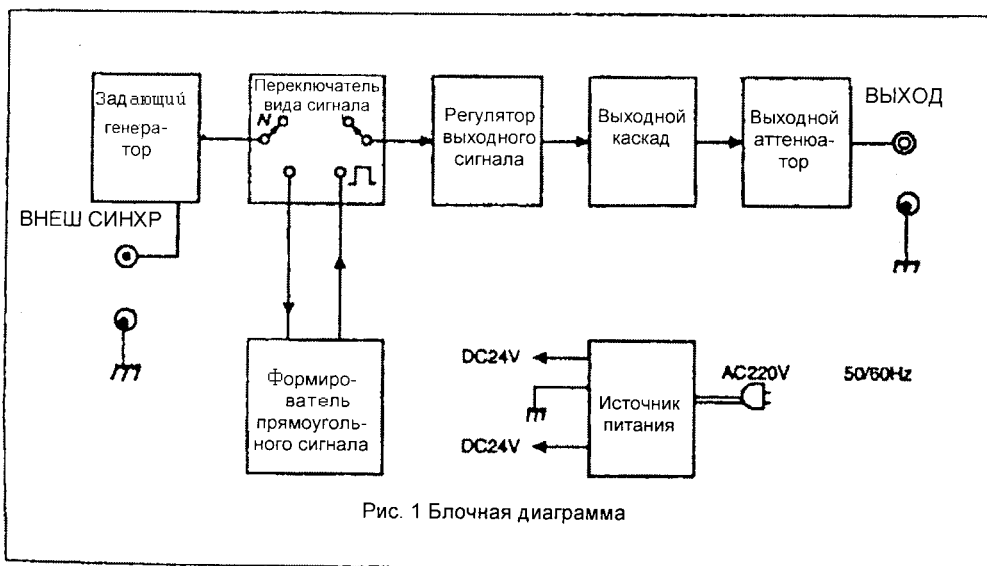 Задающий
генера-
тор
Переключатель
вида сигнала
Регулятор
выходного
сигнала
Выходной
каскад
Выходной
аттенюа-
тор
ВЫХОД
ВНЕШ СИНХР
Формиро-
ватель
прямоуголь-
ного сигнала
DC24V
DC24V
Источник
питания
AC220V 50/60Hz
Рис. 1 Блочная диаграмма